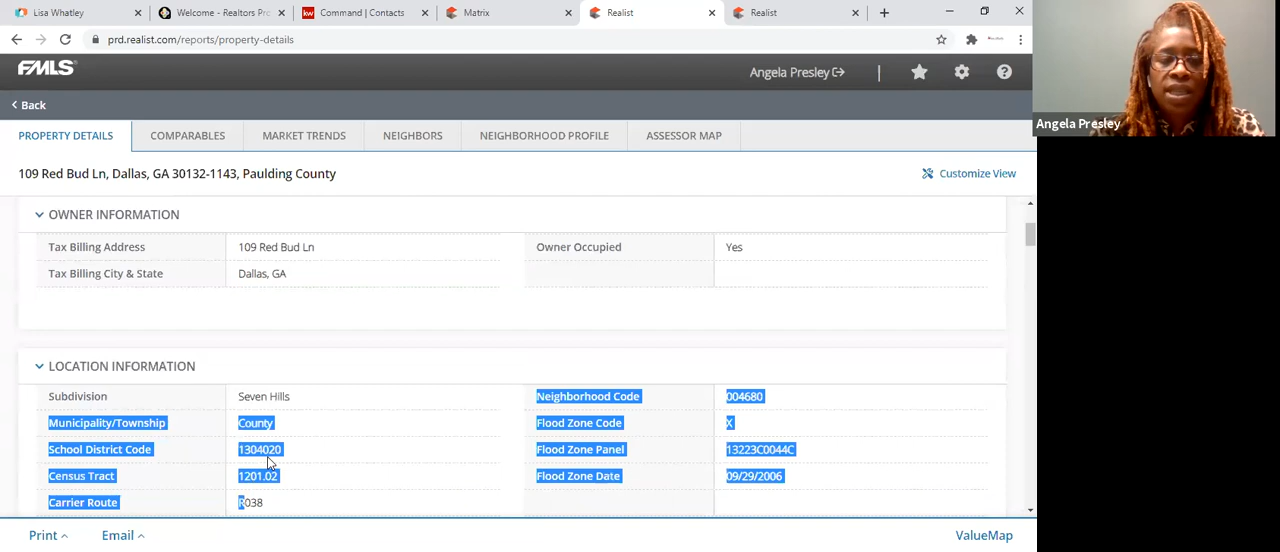 Lisa Whatley
Welcome - Realtors Pro
Command | Contacts
Matrix
Realist
Realist
prd.realist.com/reports/property-details
FMLS
Angela Presley
Back
PROPERTY DETAILS
COMPARABLES
MARKET TRENDS
NEIGHBORS
NEIGHBORHOOD PROFILE
ASSESSOR MAP
109 Red Bud Ln, Dallas, GA 30132-1143, Paulding County
Customize View
OWNER INFORMATION
Tax Billing Address 109 Red Bud Ln Owner Occupied Yes
Tax Billing City & State Dallas, GA
LOCATION INFORMATION
Subdivision Seven Hills Neighborhood Code 004680
Municipality/Township County Flood Zone Code X
School District Code 1304020 Flood Zone Panel 13223C0044C
Census Tract 1201.02 Flood Zone Date 09/29/2006
Carrier Route R038
Print Email ValueMap
Angela Presley